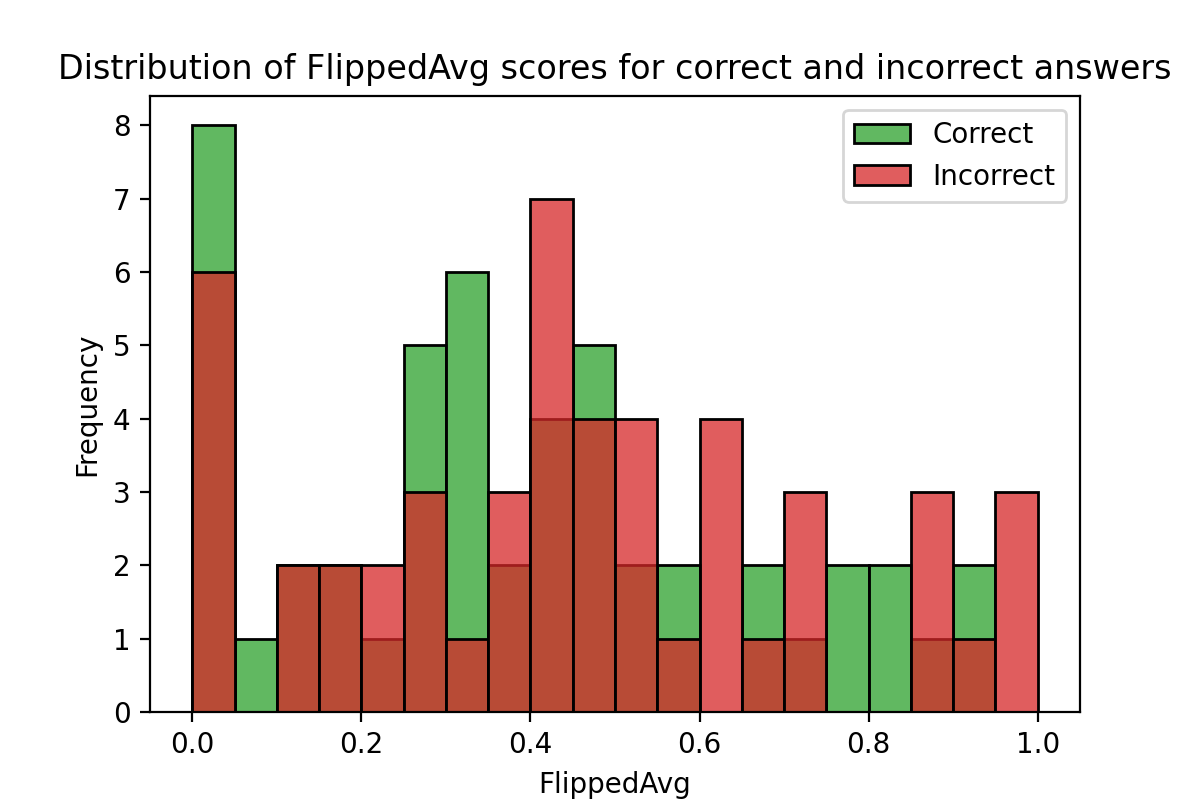 Distribution of FlippedAvg scores for correct and incorrect answers
Correct
Incorrect
8
7
6
5
4
3
2
1
0
Frequency
0.0 0.2 0.4 0.6 0.8 1.0
FlippedAvg